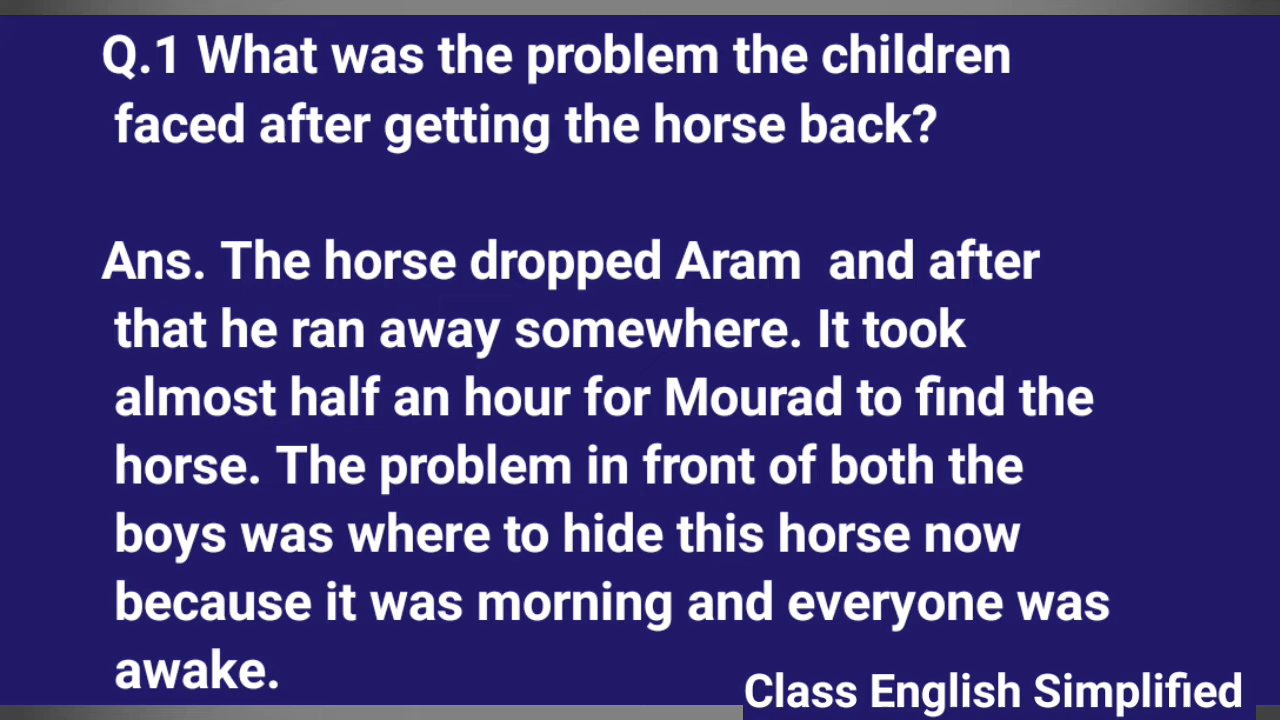 Q.1 What was the problem the children
faced after getting the horse back?
Ans. The horse dropped Aram and after
that he ran away somewhere. It took
almost half an hour for Mourad to find the
horse. The problem in front of both the
boys was where to hide this horse now
because it was morning and everyone was
awake.
Class English Simplified